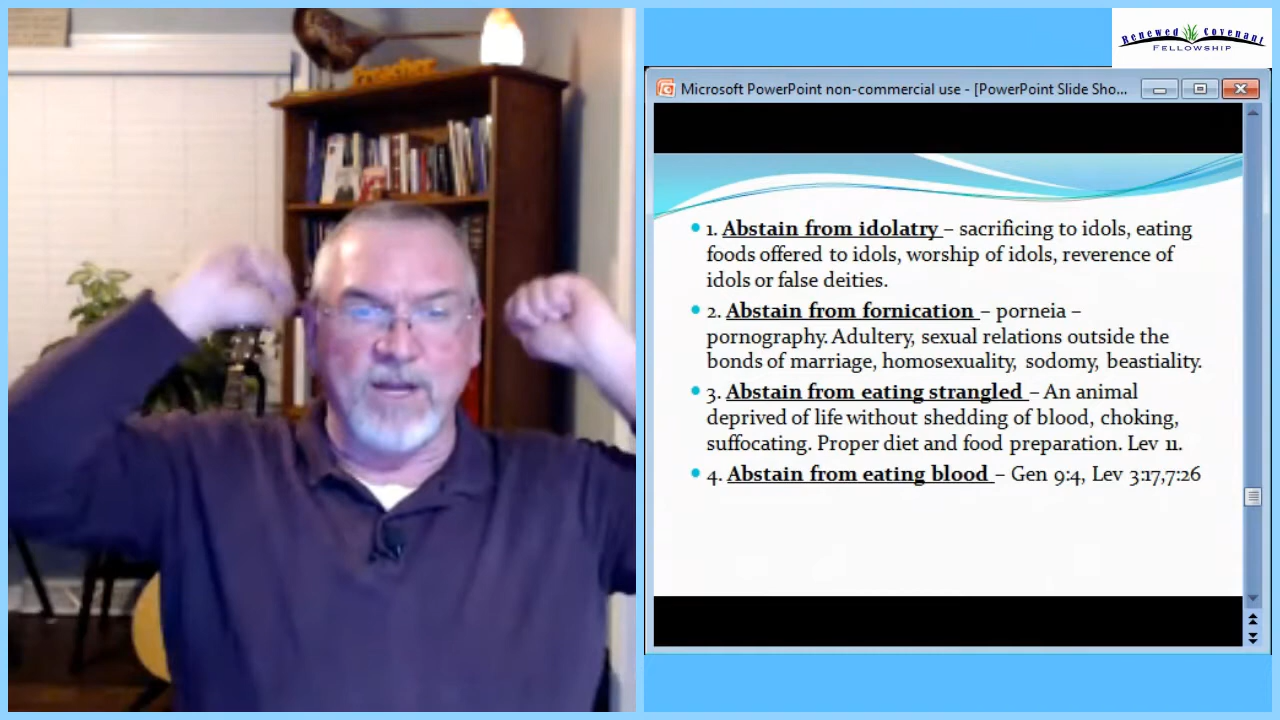 Preacher
Renewed Covenant
FELLOWSHIP
Microsoft PowerPoint non-commercial use - [PowerPoint Slide Sho...
• 1. Abstain from idolatry – sacrificing to idols, eating
foods offered to idols, worship of idols, reverence of
idols or false deities.
• 2. Abstain from fornication – porneia –
pornography. Adultery, sexual relations outside the
bonds of marriage, homosexuality, sodomy, beastiality.
• 3. Abstain from eating strangled – An animal
deprived of life without shedding of blood, choking,
suffocating. Proper diet and food preparation. Lev 11.
• 4. Abstain from eating blood – Gen 9:4, Lev 3:17,7:26